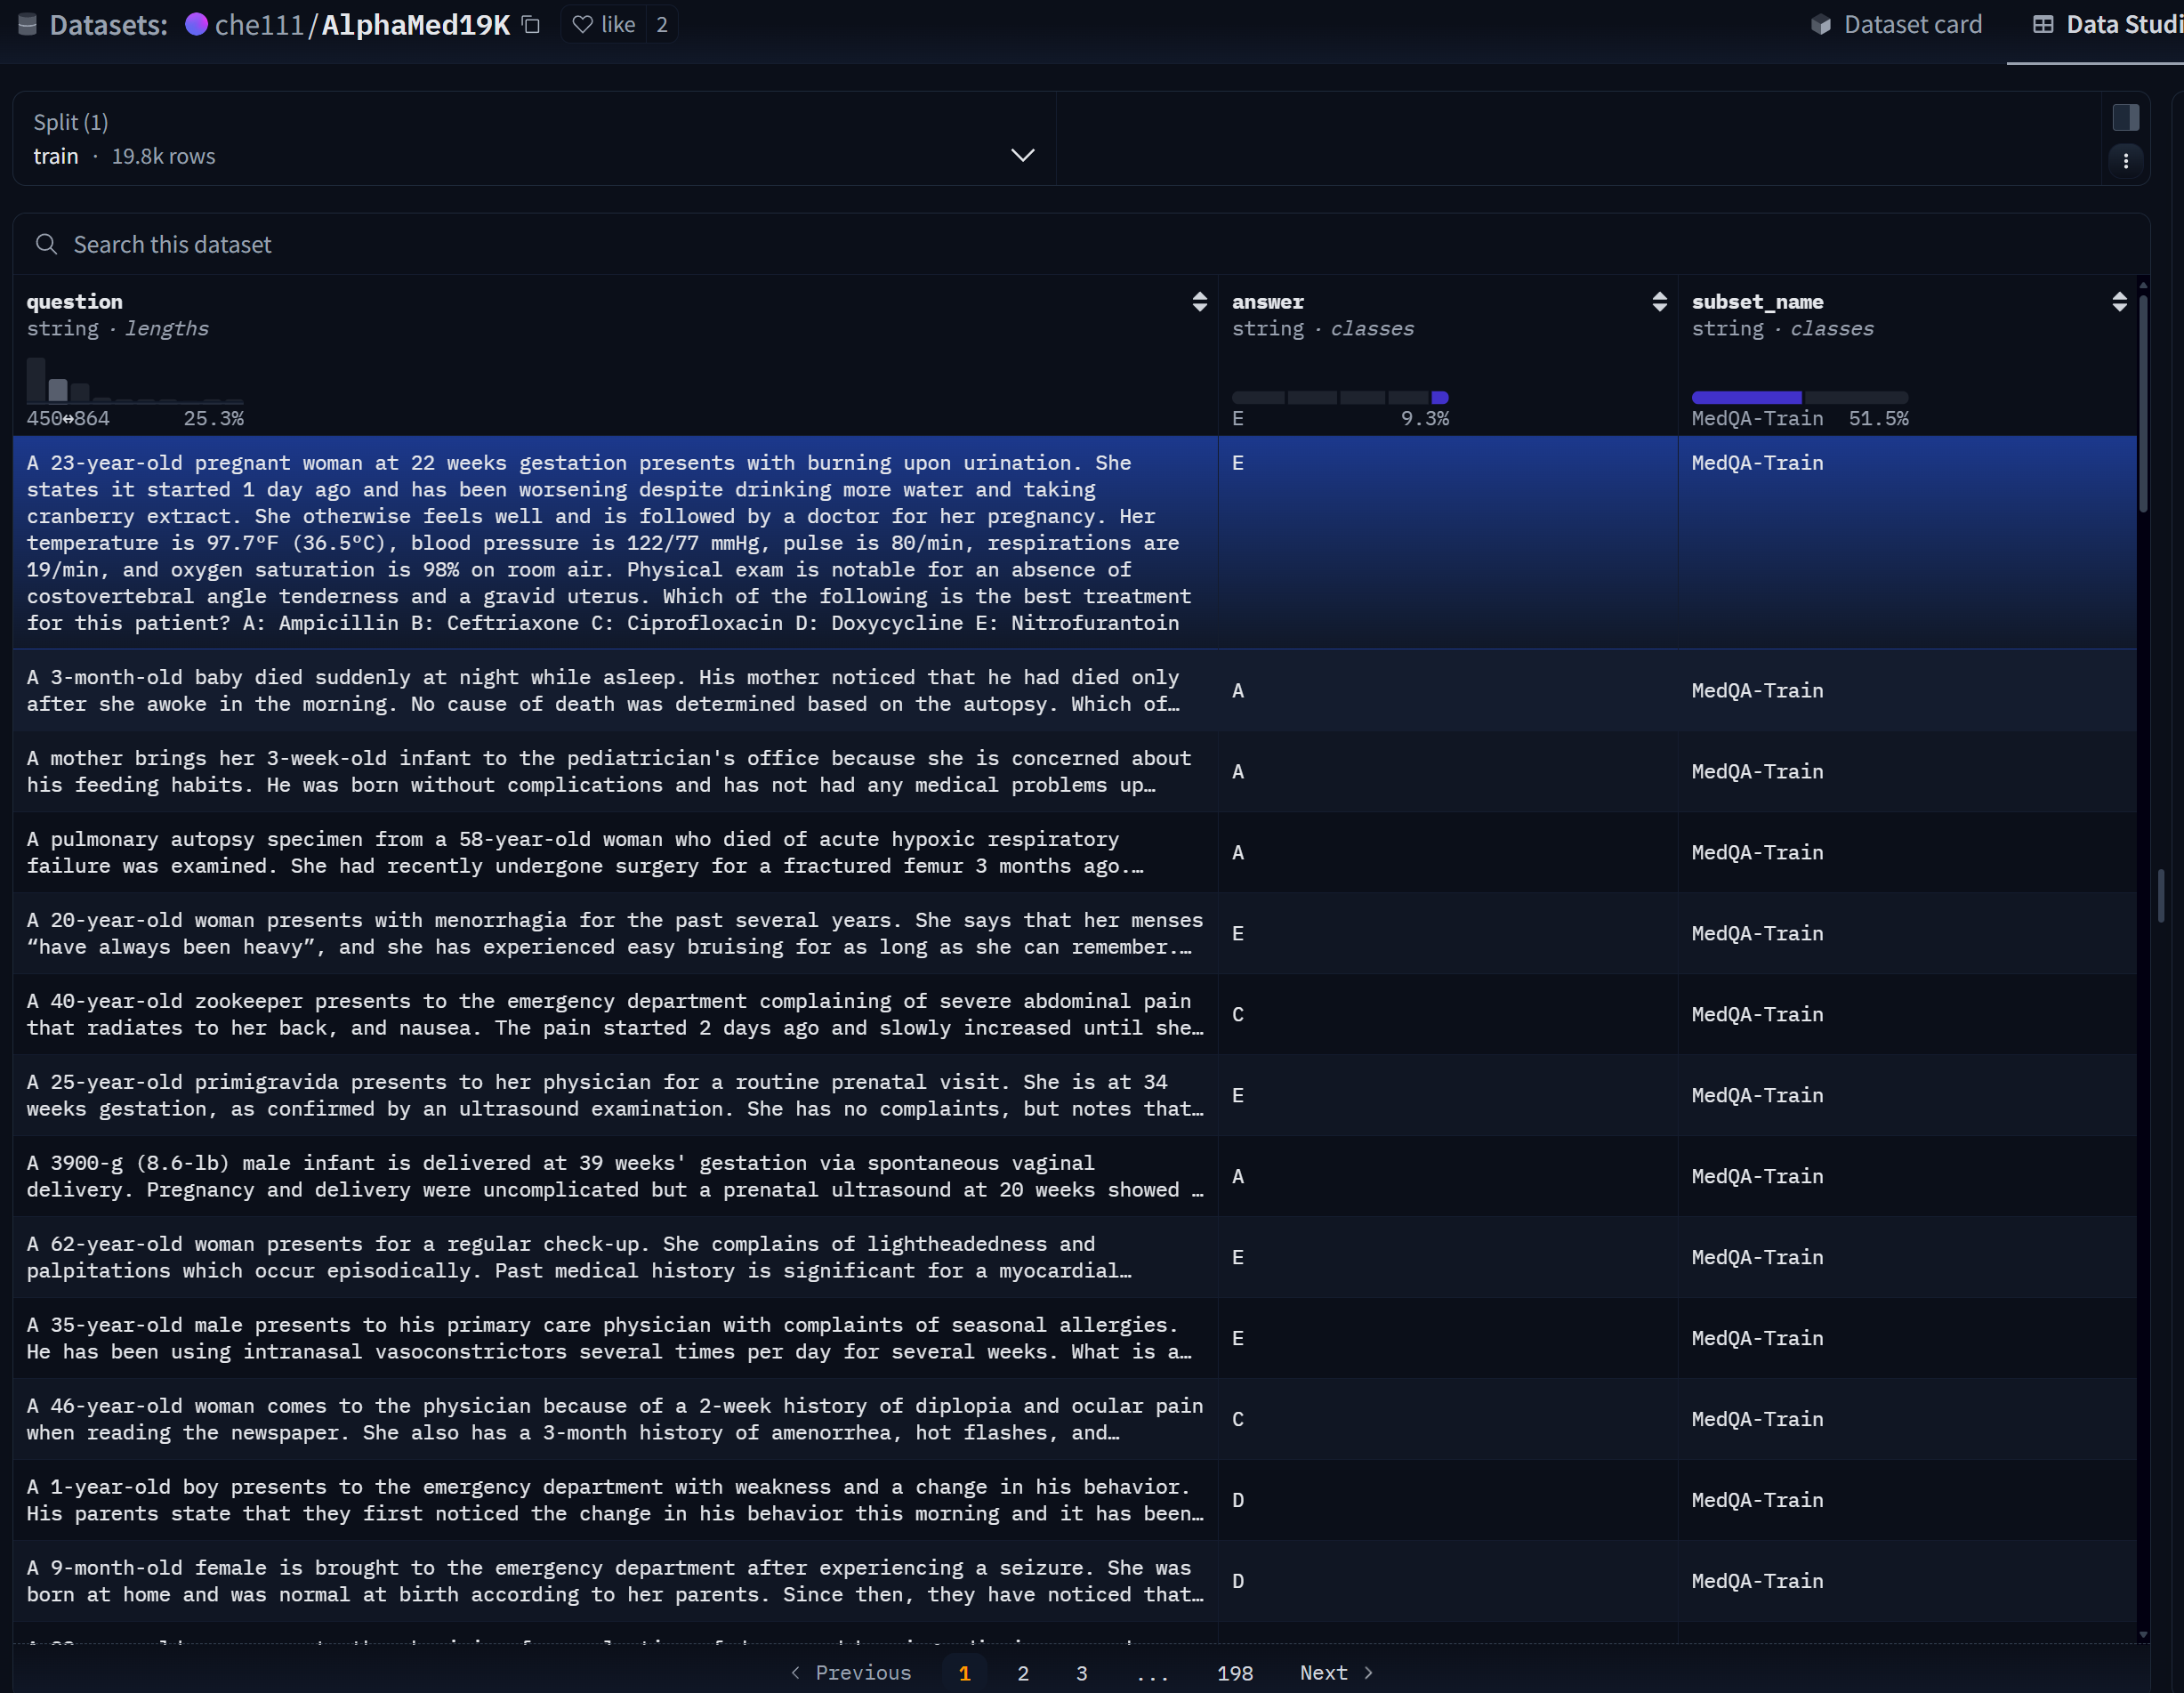 Datasets: che111/AlphaMed19K like 2
Dataset card
Data Studi
Split (1)
train · 19.8k rows
Search this dataset
question
string · lengths
450↔864 25.3%
answer
string · classes
E 9.3%
subset_name
string · classes
MedQA-Train 51.5%
A 23-year-old pregnant woman at 22 weeks gestation presents with burning upon urination. She
states it started 1 day ago and has been worsening despite drinking more water and taking
cranberry extract. She otherwise feels well and is followed by a doctor for her pregnancy. Her
temperature is 97.7°F (36.5°C), blood pressure is 122/77 mmHg, pulse is 80/min, respirations are
19/min, and oxygen saturation is 98% on room air. Physical exam is notable for an absence of
costovertebral angle tenderness and a gravid uterus. Which of the following is the best treatment
for this patient? A: Ampicillin B: Ceftriaxone C: Ciprofloxacin D: Doxycycline E: Nitrofurantoin
E
MedQA-Train
A 3-month-old baby died suddenly at night while asleep. His mother noticed that he had died only
after she awoke in the morning. No cause of death was determined based on the autopsy. Which of…
A
MedQA-Train
A mother brings her 3-week-old infant to the pediatrician's office because she is concerned about
his feeding habits. He was born without complications and has not had any medical problems up…
A
MedQA-Train
A pulmonary autopsy specimen from a 58-year-old woman who died of acute hypoxic respiratory
failure was examined. She had recently undergone surgery for a fractured femur 3 months ago.…
A
MedQA-Train
A 20-year-old woman presents with menorrhagia for the past several years. She says that her menses
“have always been heavy”, and she has experienced easy bruising for as long as she can remember.…
E
MedQA-Train
A 40-year-old zookeeper presents to the emergency department complaining of severe abdominal pain
that radiates to her back, and nausea. The pain started 2 days ago and slowly increased until she…
C
MedQA-Train
A 25-year-old primigravida presents to her physician for a routine prenatal visit. She is at 34
weeks gestation, as confirmed by an ultrasound examination. She has no complaints, but notes that…
E
MedQA-Train
A 3900-g (8.6-lb) male infant is delivered at 39 weeks' gestation via spontaneous vaginal
delivery. Pregnancy and delivery were uncomplicated but a prenatal ultrasound at 20 weeks showed …
A
MedQA-Train
A 62-year-old woman presents for a regular check-up. She complains of lightheadedness and
palpitations which occur episodically. Past medical history is significant for a myocardial…
E
MedQA-Train
A 35-year-old male presents to his primary care physician with complaints of seasonal allergies.
He has been using intranasal vasoconstrictors several times per day for several weeks. What is a…
E
MedQA-Train
A 46-year-old woman comes to the physician because of a 2-week history of diplopia and ocular pain
when reading the newspaper. She also has a 3-month history of amenorrhea, hot flashes, and…
C
MedQA-Train
A 1-year-old boy presents to the emergency department with weakness and a change in his behavior.
His parents state that they first noticed the change in his behavior this morning and it has been…
D
MedQA-Train
A 9-month-old female is brought to the emergency department after experiencing a seizure. She was
born at home and was normal at birth according to her parents. Since then, they have noticed that…
D
MedQA-Train
Previous 1 2 3 ... 198 Next